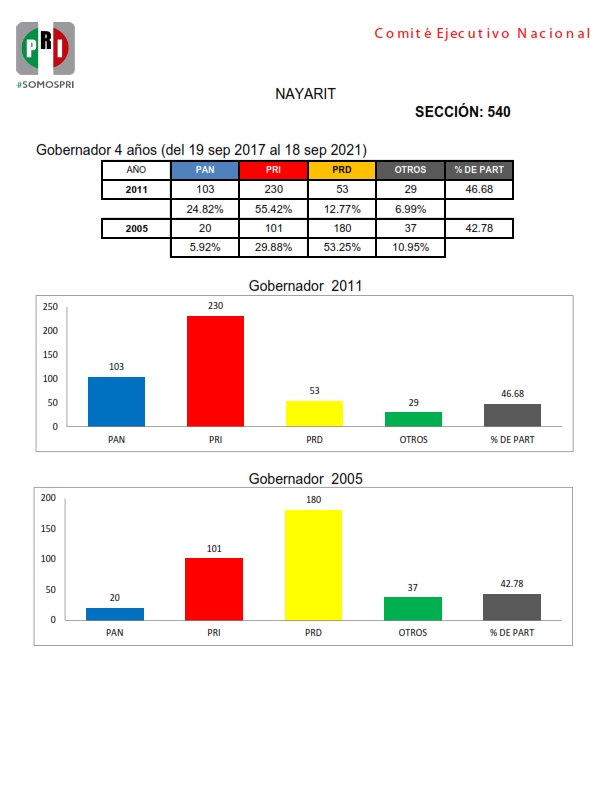 Comité Ejecutivo Nacional
PRI
#SOMOSPRI
NAYARIT
SECCIÓN: 540
Gobernador 4 años (del 19 sep 2017 al 18 sep 2021)
AÑO PAN PRI PRD OTROS % DE PART
2011 103 230 53 29 46.68
24.82% 55.42% 12.77% 6.99%
2005 20 101 180 37 42.78
5.92% 29.88% 53.25% 10.95%
Gobernador 2011
250
200
150
100
50
0
103
230
53
29
46.68
PAN PRI PRD OTROS % DE PART
Gobernador 2005
200
150
100
50
0
20
101
180
37
42.78
PAN PRI PRD OTROS % DE PART